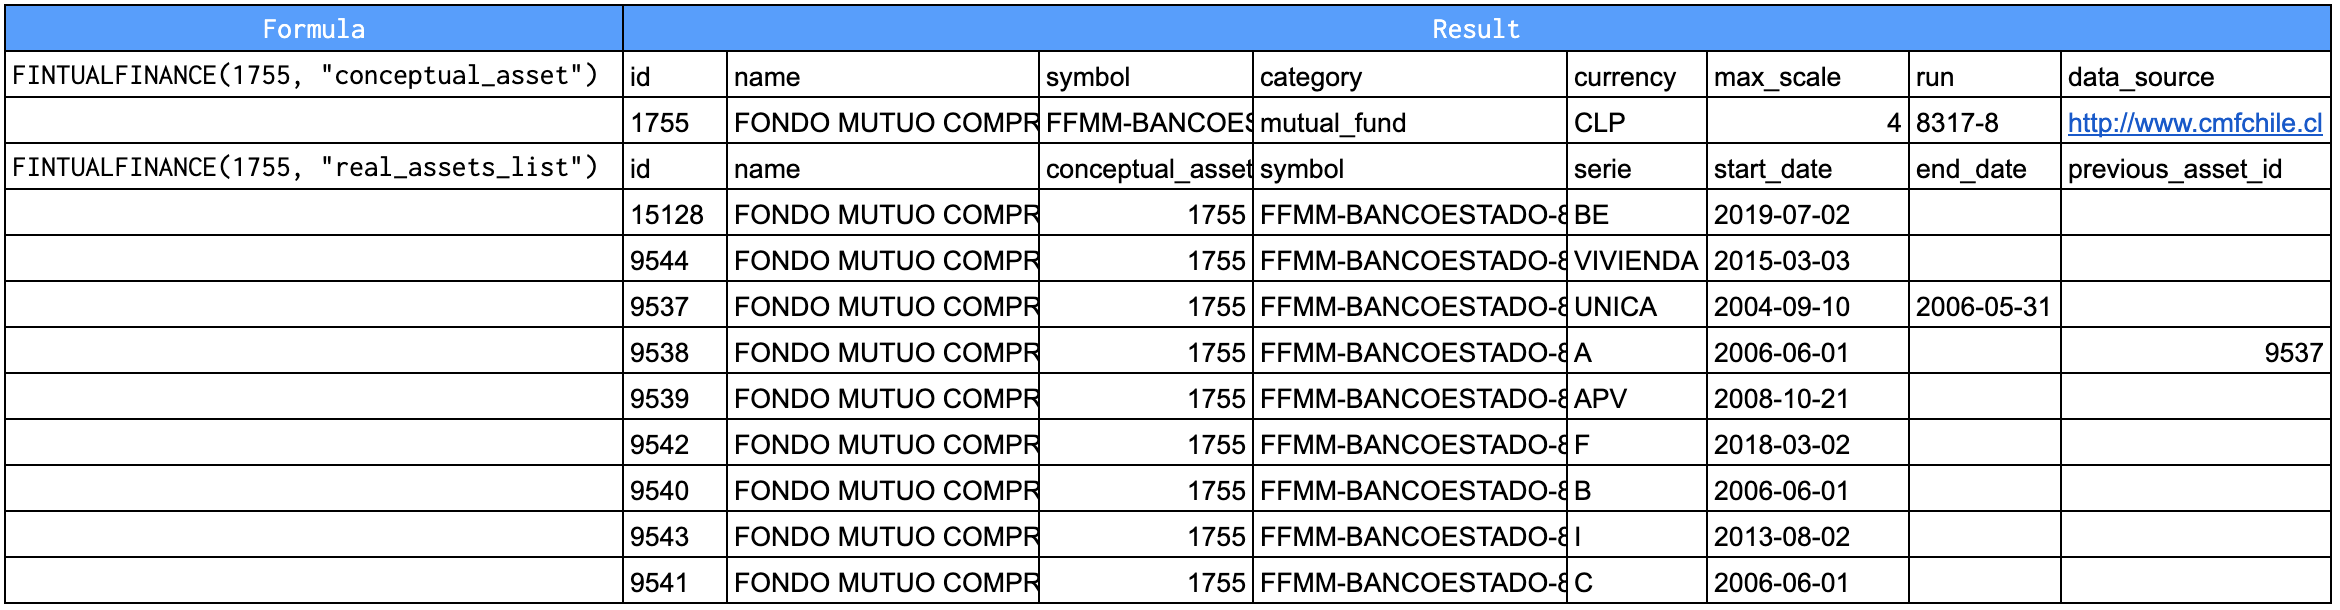 Formula Result
FINTUALFINANCE(1755, "conceptual_asset") id name symbol category currency max_scale run data_source
1755 FONDO MUTUO COMPR FFMM-BANCOES mutual_fund CLP 4 8317-8 http://www.cmfchile.cl
FINTUALFINANCE(1755, "real_assets_list") id name conceptual_asset symbol serie start_date end_date previous_asset_id
15128 FONDO MUTUO COMPR 1755 FFMM-BANCOESTADO-8 BE 2019-07-02
9544 FONDO MUTUO COMPR 1755 FFMM-BANCOESTADO-8 VIVIENDA 2015-03-03
9537 FONDO MUTUO COMPR 1755 FFMM-BANCOESTADO-8 UNICA 2004-09-10 2006-05-31
9538 FONDO MUTUO COMPR 1755 FFMM-BANCOESTADO-8 A 2006-06-01 9537
9539 FONDO MUTUO COMPR 1755 FFMM-BANCOESTADO-8 APV 2008-10-21
9542 FONDO MUTUO COMPR 1755 FFMM-BANCOESTADO-8 F 2018-03-02
9540 FONDO MUTUO COMPR 1755 FFMM-BANCOESTADO-8 B 2006-06-01
9543 FONDO MUTUO COMPR 1755 FFMM-BANCOESTADO-8 I 2013-08-02
9541 FONDO MUTUO COMPR 1755 FFMM-BANCOESTADO-8 C 2006-06-01